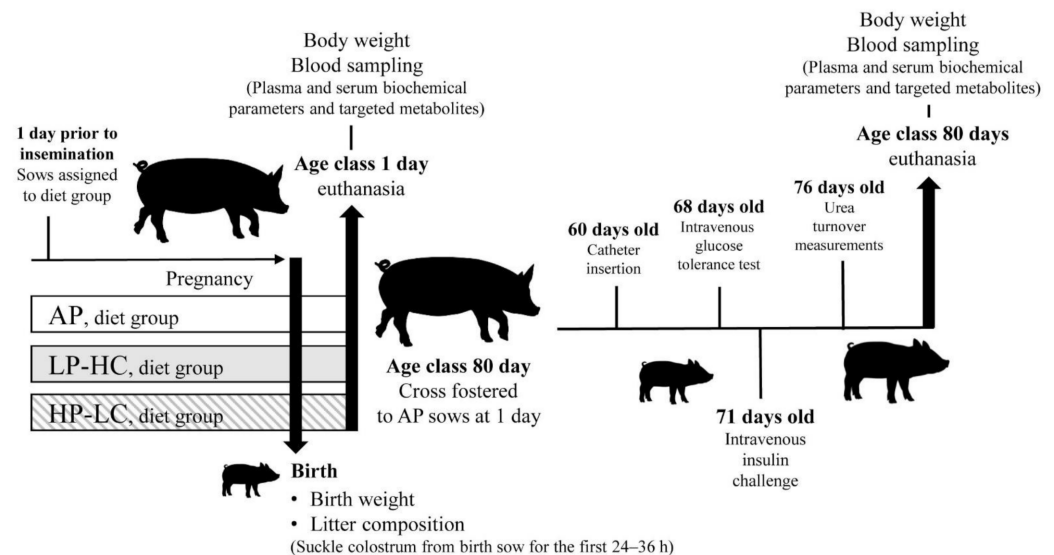 Body weight
Blood sampling
(Plasma and serum biochemical
parameters and targeted metabolites)
1 day prior to
insemination
Sows assigned
to diet group
Age class 1 day
euthanasia
Pregnancy
AP, diet group
LP-HC, diet group
HP-LC, diet group
Age class 80 day
Cross fostered
to AP sows at 1 day
Birth
• Birth weight
• Litter composition
(Suckle colostrum from birth sow for the first 24–36 h)
60 days old
Catheter
insertion
68 days old
Intravenous
glucose
tolerance test
71 days old
Intravenous
insulin
challenge
76 days old
Urea
turnover
measurements
Body weight
Blood sampling
(Plasma and serum biochemical
parameters and targeted metabolites)
Age class 80 days
euthanasia